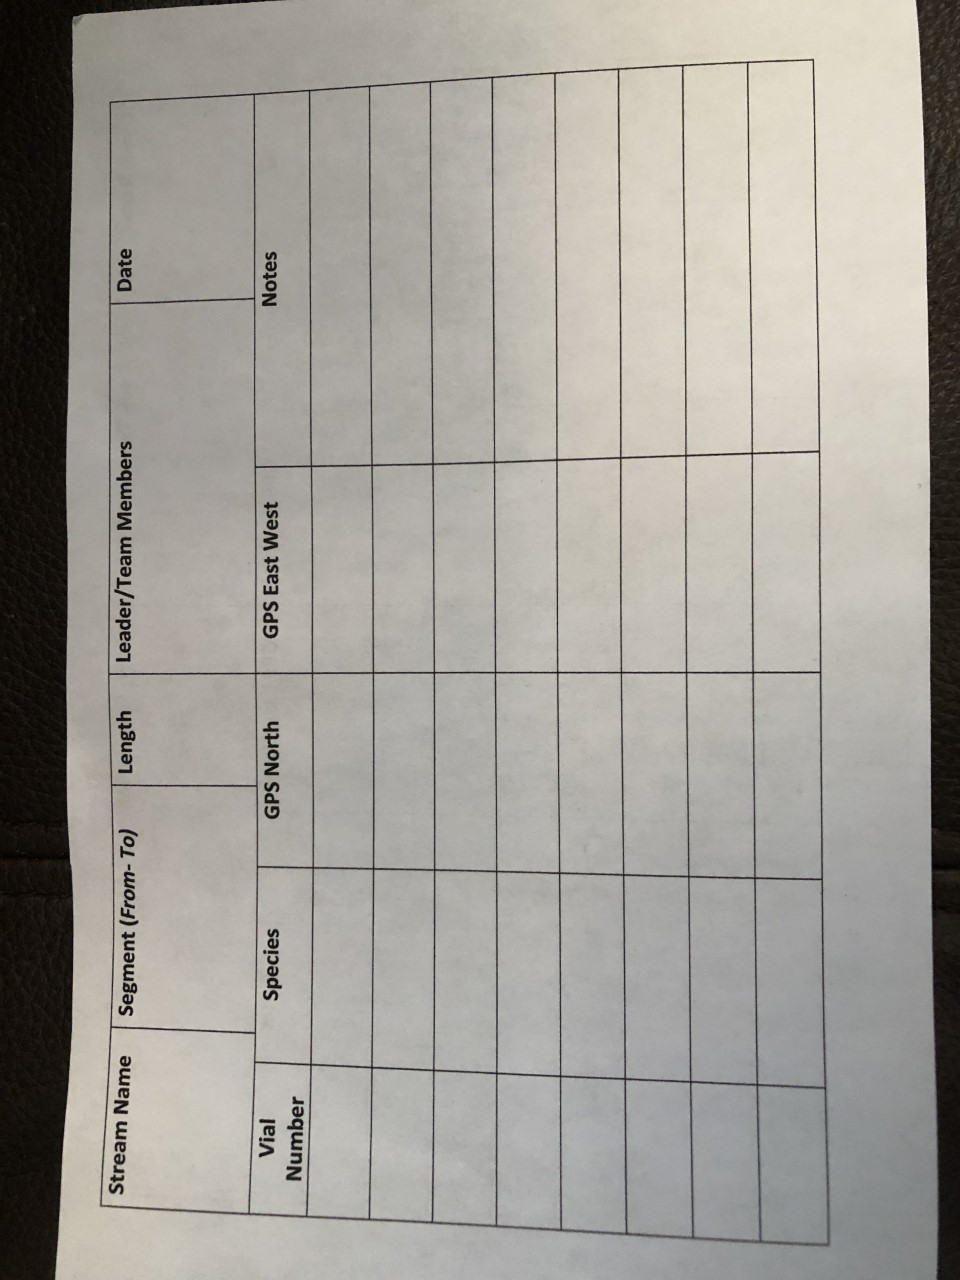 Stream Name Segment (From- To) Length Leader/Team Members Date
Vial
Number
Species GPS North GPS East West Notes